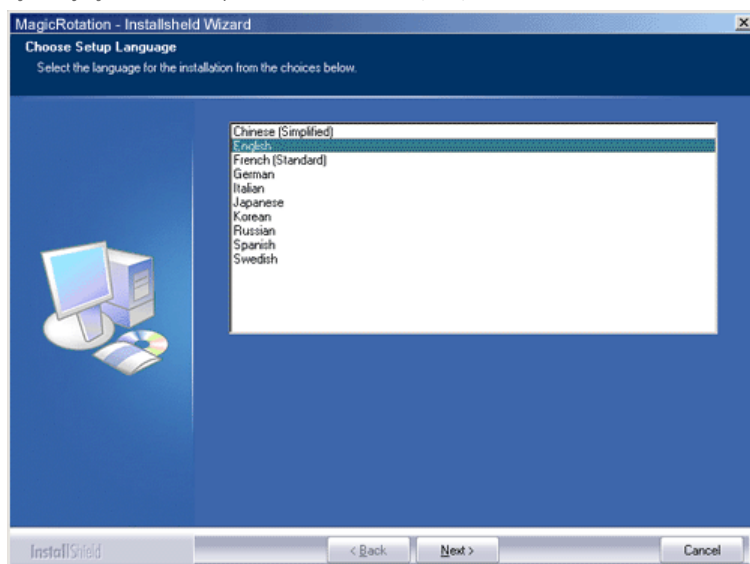 MagicRotation - Installsheld Wizard
Choose Setup Language
Select the language for the installation from the choices below.
Chinese (Simplified)
English
French (Standard)
German
Italian
Japanese
Korean
Russian
Spanish
Swedish
InstallShield
< Back
Next >
Cancel